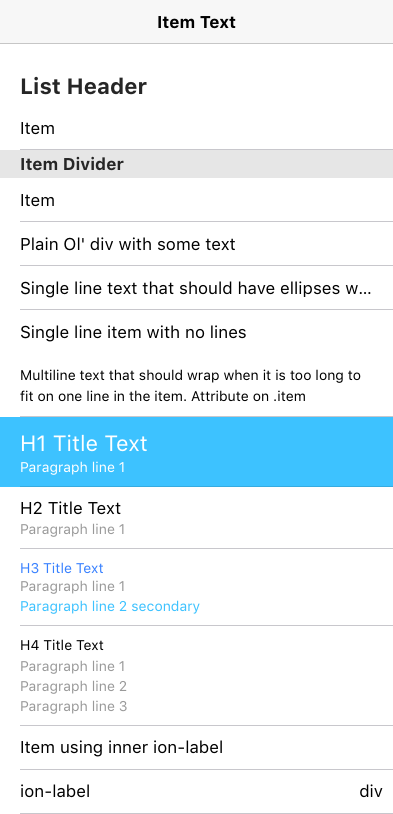 Item Text
List Header
Item
Item Divider
Item
Plain Ol' div with some text
Single line text that should have ellipses w...
Single line item with no lines
Multiline text that should wrap when it is too long to
fit on one line in the item. Attribute on .item
H1 Title Text
Paragraph line 1
H2 Title Text
Paragraph line 1
H3 Title Text
Paragraph line 1
Paragraph line 2 secondary
H4 Title Text
Paragraph line 1
Paragraph line 2
Paragraph line 3
Item using inner ion-label
ion-label div